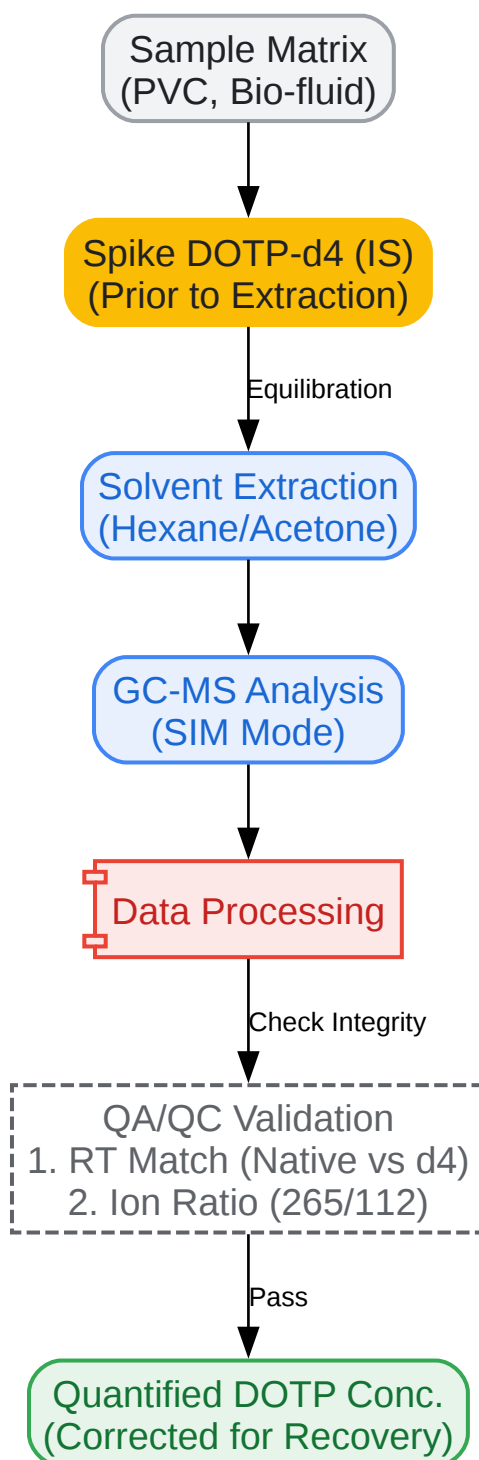 Sample Matrix
(PVC, Bio-fluid)
Spike DOTP-d4 (IS)
(Prior to Extraction)
Equilibration
Solvent Extraction
(Hexane/Acetone)
GC-MS Analysis
(SIM Mode)
Data Processing
Check Integrity
QA/QC Validation
1. RT Match (Native vs d4)
2. Ion Ratio (265/112)
Pass
Quantified DOTP Conc.
(Corrected for Recovery)